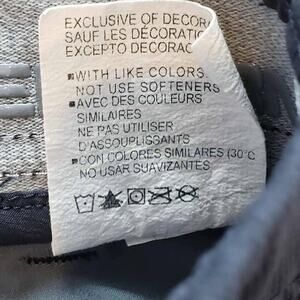 EXCLUSIVE OF DECOR
SAUF LES DÉCORATI
EXCEPTO DECORAC
▪WITH LIKE COLORS
NOT USE SOFTENERS
▪AVEC DES COULEURS
SIMILAIRES
NE PAS UTILISER
D'ASSOUPLISSANTS
▪CON COLORES SIMILARES (30°C
NO USAR SUAVIZANTES